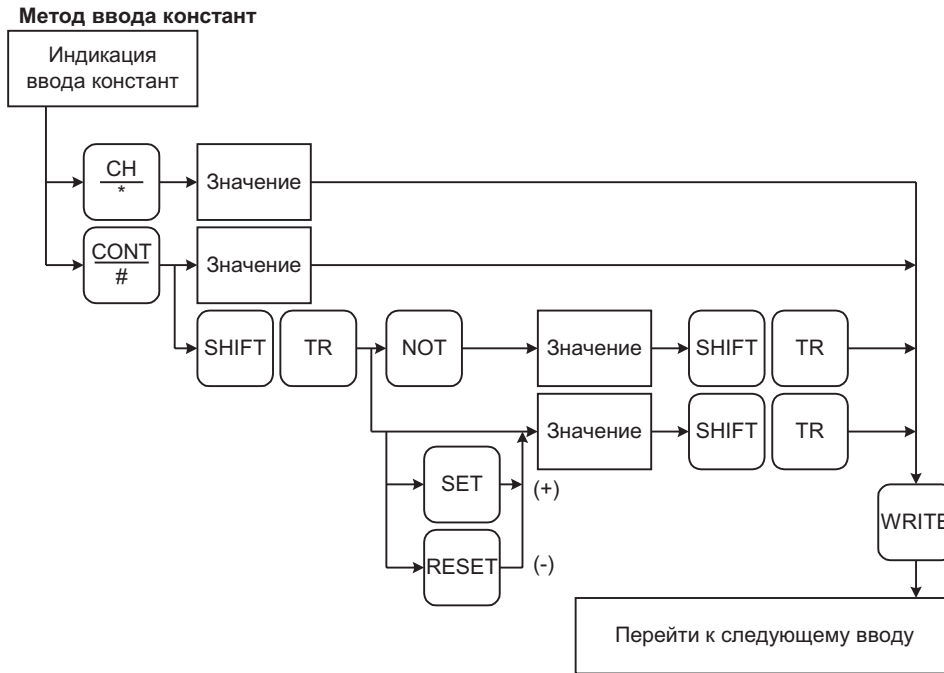 Метод ввода констант
Индикация
ввода констант
CH
*
Значение
CONT
#
Значение
SHIFT TR NOT Значение SHIFT TR
Значение SHIFT TR
SET (+)
WRITE
RESET (-)
Перейти к следующему вводу